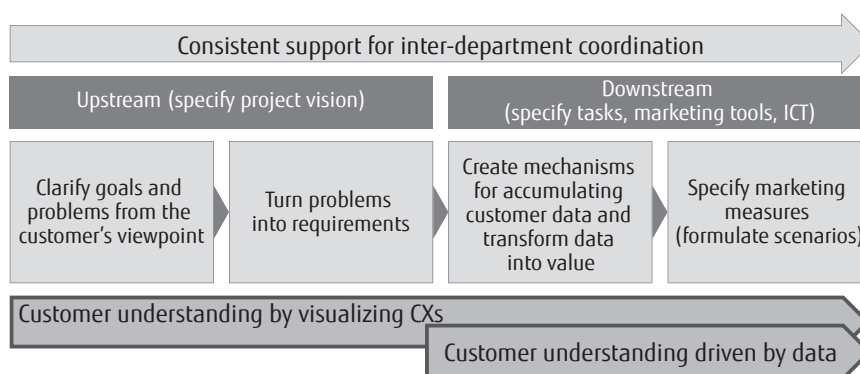 Consistent support for inter-department coordination
Upstream (specify project vision)
Downstream
(specify tasks, marketing tools, ICT)
Clarify goals and
problems from the
customer's viewpoint
Turn problems
into requirements
Create mechanisms
for accumulating
customer data and
transform data
into value
Specify marketing
measures
(formulate scenarios)
Customer understanding by visualizing CXs
Customer understanding driven by data